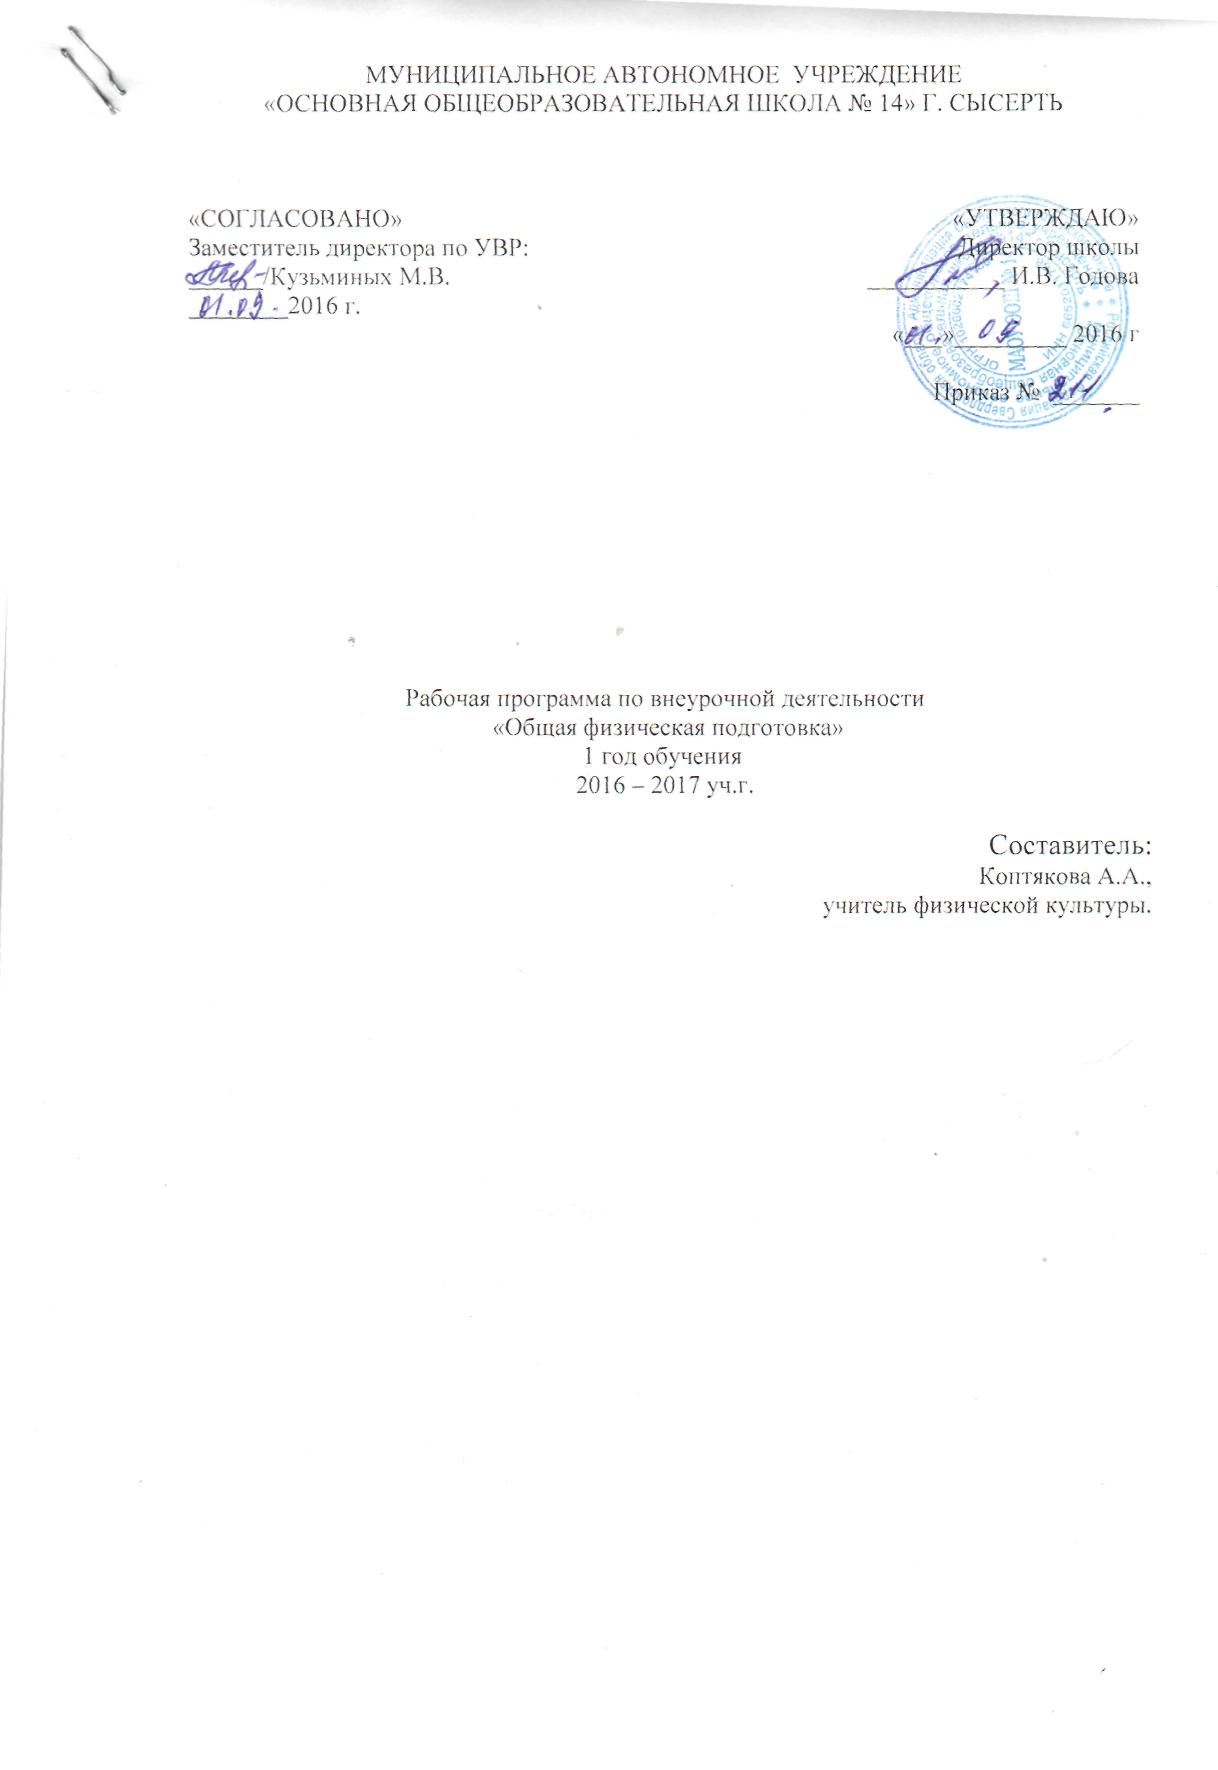 МУНИЦИПАЛЬНОЕ АВТОНОМНОЕ УЧРЕЖДЕНИЕ
«ОСНОВНАЯ ОБЩЕОБРАЗОВАТЕЛЬНАЯ ШКОЛА № 14» Г. СЫСЕРТЬ
«СОГЛАСОВАНО»
Заместитель директора по УВР:
/Кузьминых М.В.
01.09. 2016 г.
«УТВЕРЖДАЮ»
Директор школы
И.В. Годова
«01.» 09 2016 г
Приказ № 211
Рабочая программа по внеурочной деятельности
«Общая физическая подготовка»
1 год обучения
2016 – 2017 уч.г.
Составитель:
Коптякова А.А.,
учитель физической культуры.